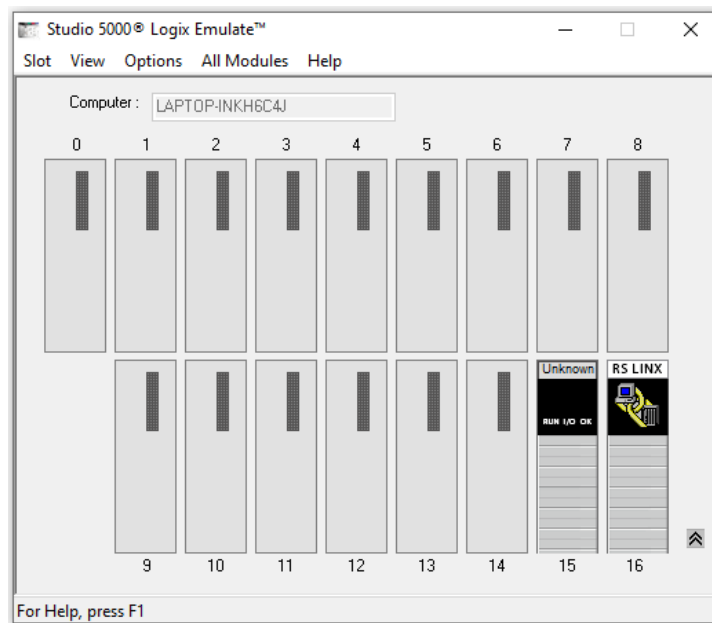 Studio 5000® Logix Emulate™
Slot View Options All Modules Help
Computer : LAPTOP-INKH6C4J
0 1 2 3 4 5 6 7 8
Unknown RS LINX
RUN I/O OK
9 10 11 12 13 14 15 16
For Help, press F1